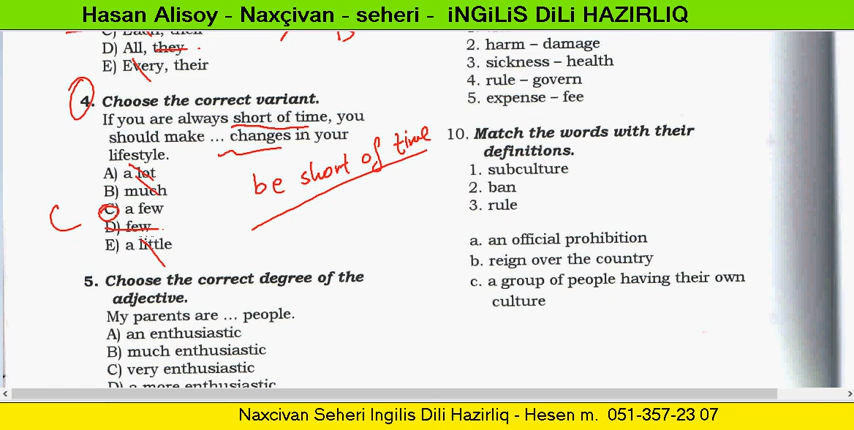 Hasan Alisoy - Naxçivan - seheri - iNGiLiS DiLi HAZIRLIQ
D) All, they
E) Every, their
4. Choose the correct variant.
If you are always short of time, you
should make ... changes in your
lifestyle.
A) a lot
B) much
C) a few
D) few
E) a little
C
be short of time
5. Choose the correct degree of the
adjective.
My parents are ... people.
A) an enthusiastic
B) much enthusiastic
C) very enthusiastic
D) a more enthusiastic
2. harm – damage
3. sickness – health
4. rule – govern
5. expense – fee
10. Match the words with their
definitions.
1. subculture
2. ban
3. rule
a. an official prohibition
b. reign over the country
c. a group of people having their own
culture
Naxcivan Seheri Ingilis Dili Hazirliq - Hesen m. 051-357-23 07